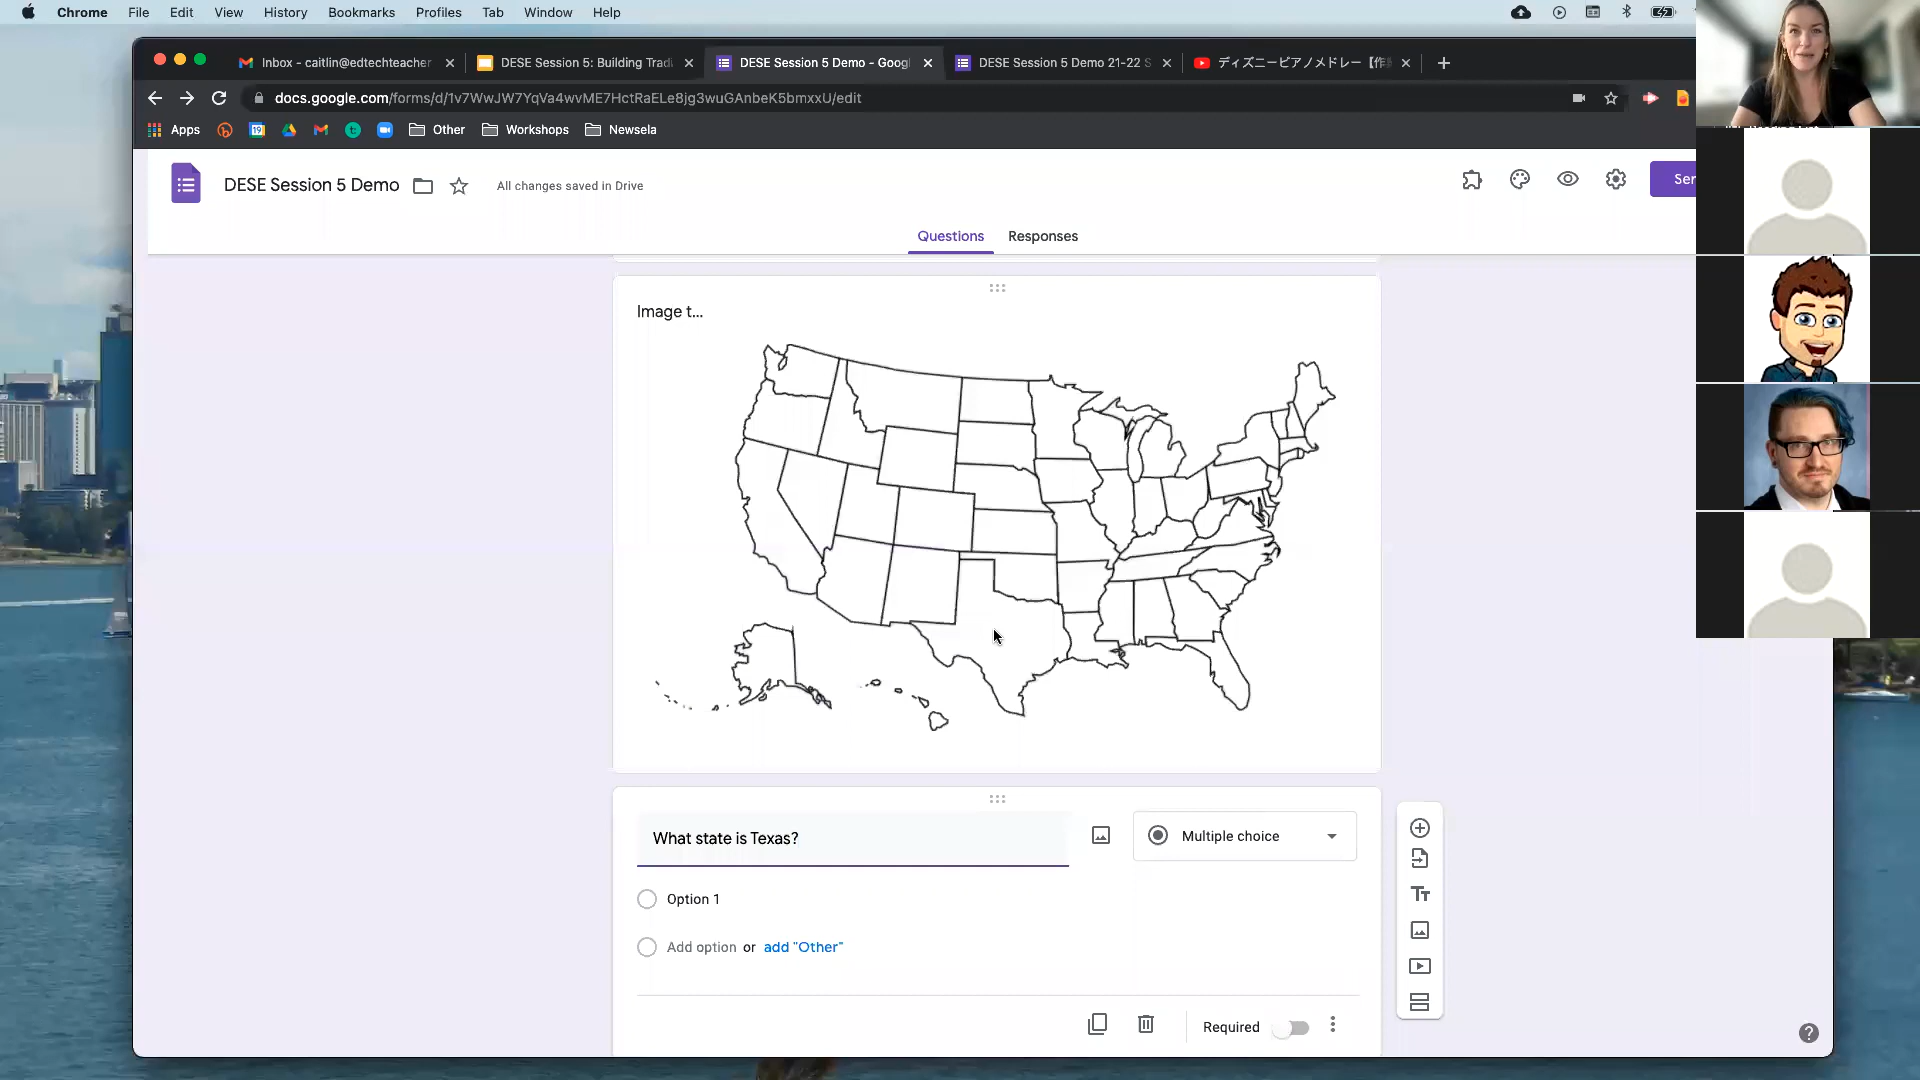 Chrome File Edit View History Bookmarks Profiles Tab Window Help
Inbox - caitlin@edtechteacher
DESE Session 5: Building Tradi
DESE Session 5 Demo - Googl
DESE Session 5 Demo 21-22 S
ディズニーピアノメドレー【作
docs.google.com/forms/d/1v7WwJW7YqVa4wvME7HctRaELe8jg3wuGAnbeK5bmxxU/edit
Apps
19
Other
Workshops
Newsela
DESE Session 5 Demo
All changes saved in Drive
Ser
Questions
Responses
Image t...
What state is Texas?
Multiple choice
Option 1
Add option or add "Other"
Required